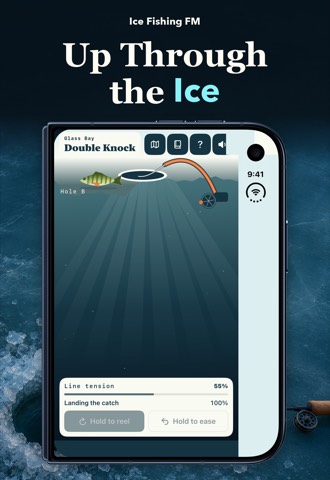 Ice Fishing FM
Up Through
the Ice
Glass Bay
Double Knock
?
9:41
Hole 8
Line tension
55%
Landing the catch
100%
Hold to reel
Hold to ease